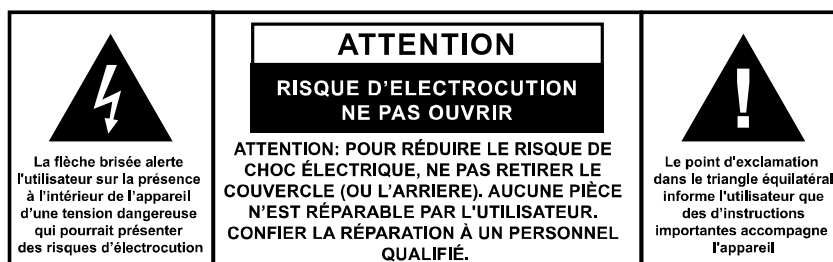 La flèche brisée alerte
l'utilisateur sur la présence
à l'intérieur de l'appareil
d'une tension dangereuse
qui pourrait présenter
des risques d'électrocution
ATTENTION
RISQUE D'ELECTROCUTION
NE PAS OUVRIR
ATTENTION: POUR RÉDUIRE LE RISQUE DE
CHOC ÉLECTRIQUE, NE PAS RETIRER LE
COUVERCLE (OU L'ARRIERE). AUCUNE PIÈCE
N'EST RÉPARABLE PAR L'UTILISATEUR.
CONFIER LA RÉPARATION À UN PERSONNEL
QUALIFIÉ.
!
Le point d'exclamation
dans le triangle équilatéral
informe l'utilisateur que
des d'instructions
importantes accompagne
l'appareil